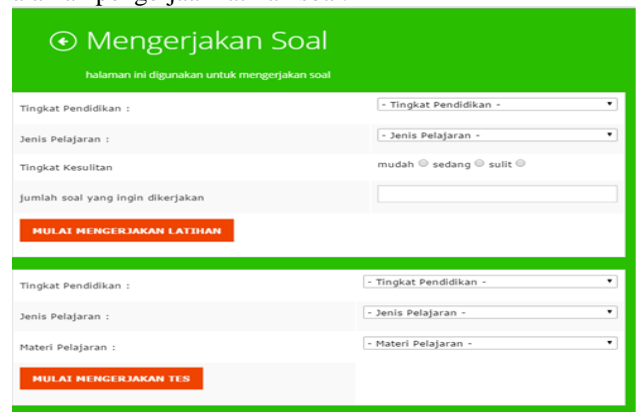 Mengerjakan Soal
halaman ini digunakan untuk mengerjakan soal
Tingkat Pendidikan : - Tingkat Pendidikan -
Jenis Pelajaran : - Jenis Pelajaran -
Tingkat Kesulitan mudah sedang sulit
jumlah soal yang ingin dikerjakan
MULAI MENGERJAKAN LATIHAN
Tingkat Pendidikan : - Tingkat Pendidikan -
Jenis Pelajaran : - Jenis Pelajaran -
Materi Pelajaran : - Materi Pelajaran -
MULAI MENGERJAKAN TES